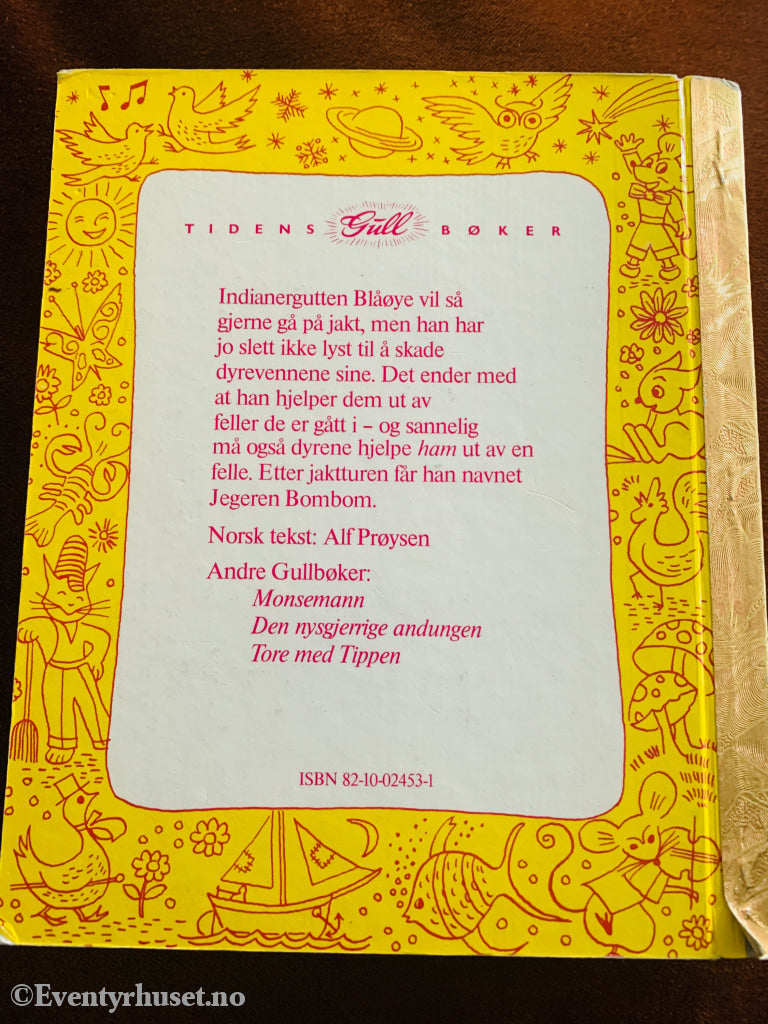 TIDENS Gull BØKER
Indianergutten Blåøye vil så
gjerne gå på jakt, men han har
jo slett ikke lyst til å skade
dyrevennene sine. Det ender med
at han hjelper dem ut av
feller de er gått i – og sannelig
må også dyrene hjelpe ham ut av en
felle. Etter jaktturen får han navnet
Jegeren Bombom.
Norsk tekst: Alf Prøysen
Andre Gullbøker:
Monsemann
Den nysgjerrige andungen
Tore med Tippen
ISBN 82-10-02453-1
©Eventyrhuset.no